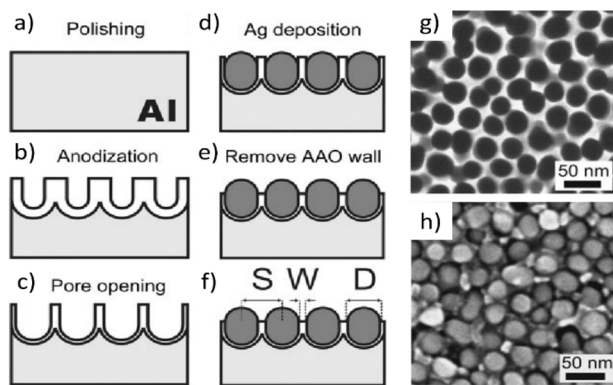 a) Polishing
Al
b) Anodization
c) Pore opening
d) Ag deposition
e) Remove AAO wall
f) S W D
g)
50 nm
h)
50 nm